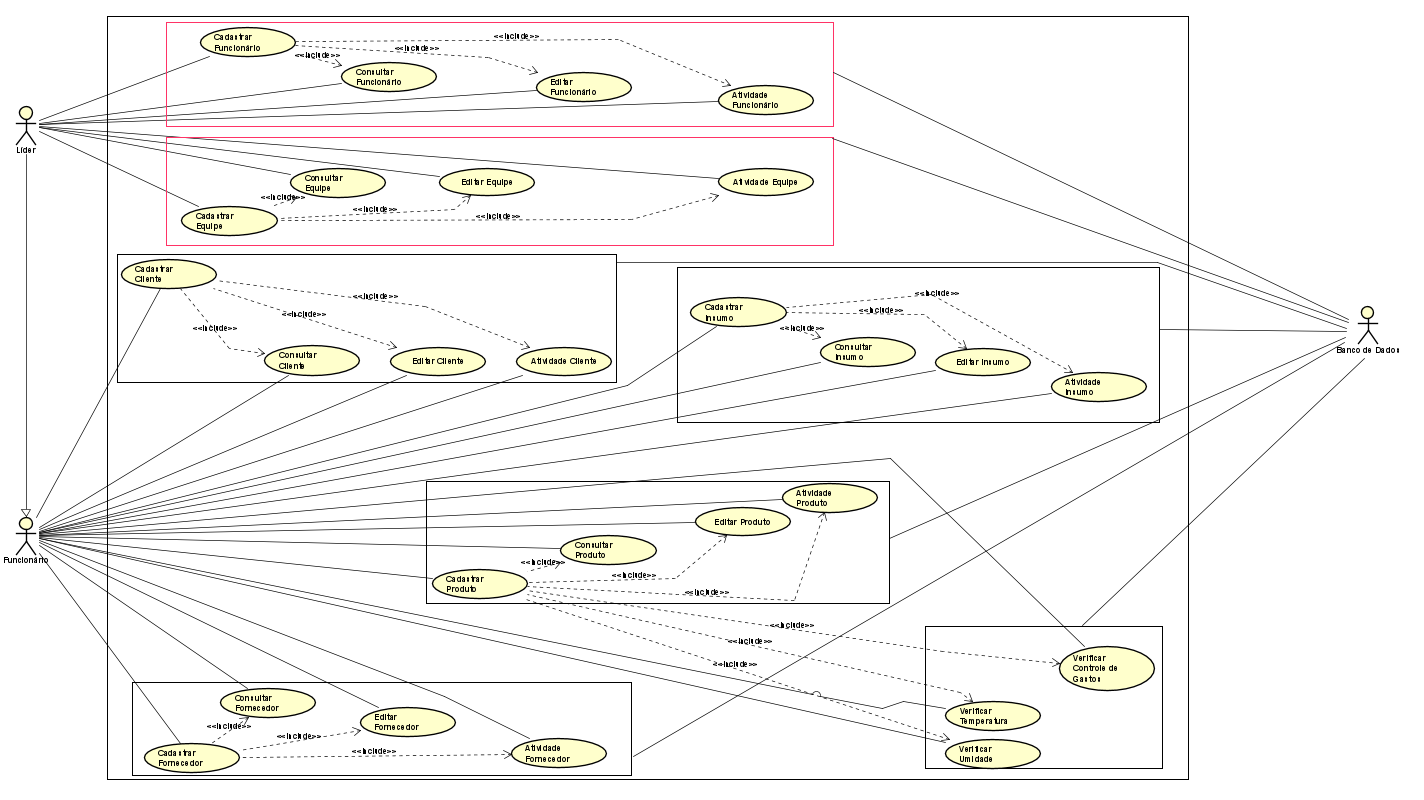 Cadastrar
Funcionário
<<include>>
<<include>>
<<include>>
Consultar
Funcionário
Editar
Funcionário
Atividade
Funcionário
Líder
Consultar
Equipe
Editar Equipe
Atividade Equipe
<<include>>
<<include>>
<<include>>
Cadastrar
Equipe
Cadastrar
Cliente
<<include>>
<<include>>
<<include>>
Consultar
Cliente
Editar Cliente
Atividade Cliente
Cadastrar
Insumo
<<include>>
<<include>>
<<include>>
Consultar
Insumo
Editar Insumo
Atividade
Insumo
Banco de Dados
Atividade
Produto
Editar Produto
Consultar
Produto
<<include>>
<<include>>
<<include>>
Cadastrar
Produto
Funcionário
<<include>>
<<include>>
<<include>>
Verificar
Controle de
Gastos
Verificar
Temperatura
Verificar
Umidade
Consultar
Fornecedor
Editar
Fornecedor
<<include>>
<<include>>
<<include>>
Cadastrar
Fornecedor
Atividade
Fornecedor